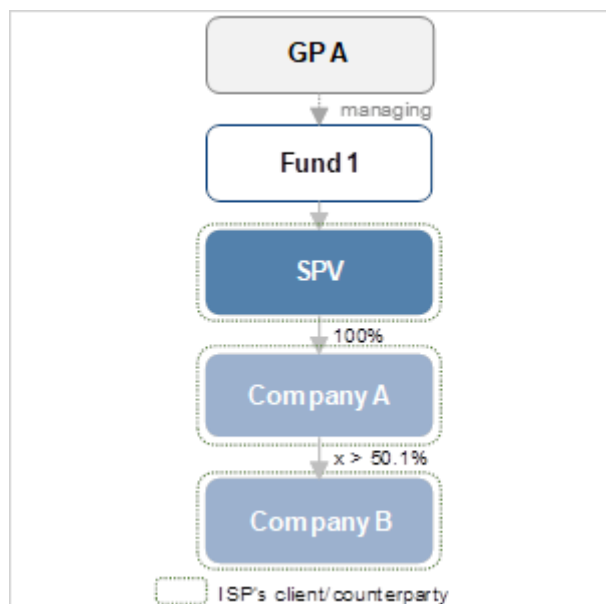 GP A
managing
Fund 1
SPV
100%
Company A
x > 50.1%
Company B
ISP's client/counterparty